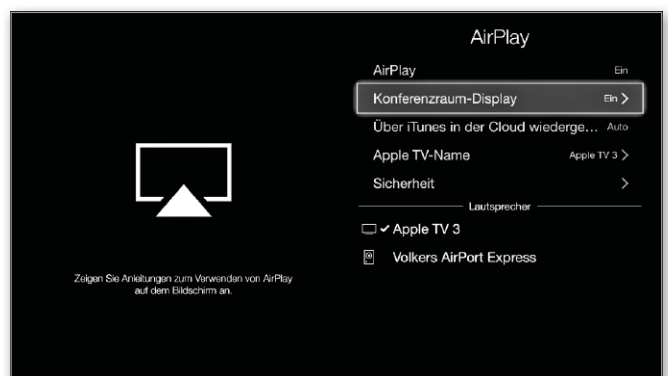 AirPlay
AirPlay Ein
Konferenzraum-Display Ein
Über iTunes in der Cloud wiederge... Auto
Apple TV-Name Apple TV 3
Sicherheit
Lautsprecher
Apple TV 3
Volkers AirPort Express
Zeigen Sie Anleitungen zum Verwenden von AirPlay
auf dem Bildschirm an.